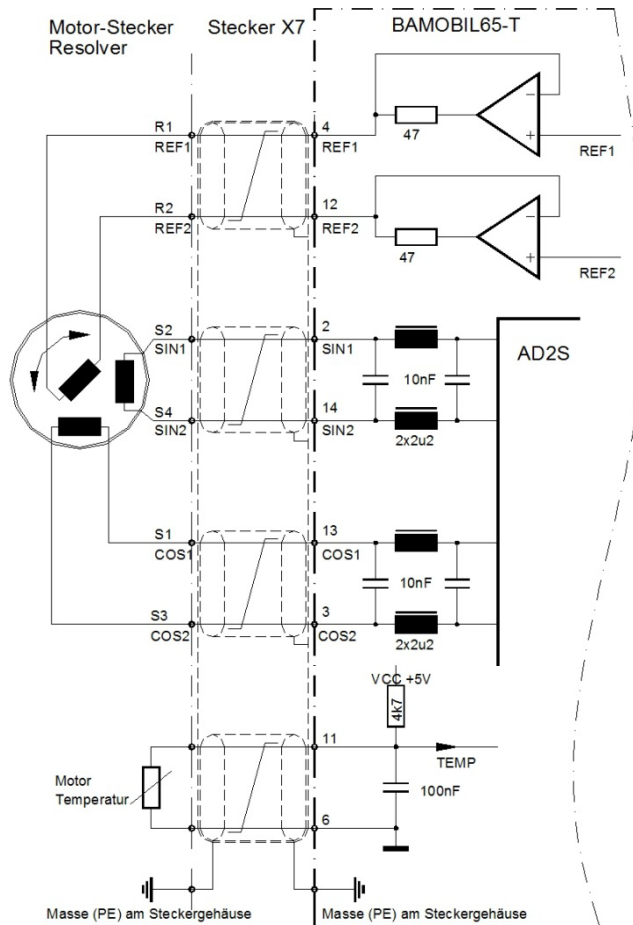 Motor-Stecker
Resolver
Stecker X7
BAMOBIL65-T
R1
REF1
4
REF1
47
REF1
R2
REF2
12
REF2
47
REF2
S2
SIN1
2
SIN1
AD2S
10nF
S4
SIN2
14
SIN2
2x2u2
S1
COS1
13
COS1
10nF
S3
COS2
3
COS2
2x2u2
VCC +5V
4k7
11
TEMP
Motor
Temperatur
100nF
6
Masse (PE) am Steckergehäuse
Masse (PE) am Steckergehäuse